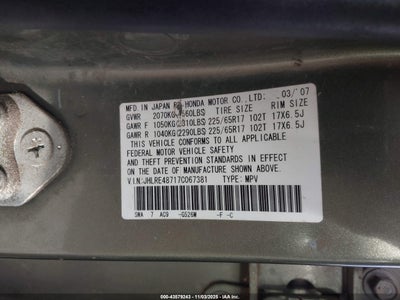 MFD. IN JAPAN BY HONDA MOTOR CO., LTD. 03/'07
GVWR 2070KG(4560LBS) TIRE SIZE RIM SIZE
GAWR F 1050KG(2310LBS) 225/65R17 102T 17X6.5J
GAWR R 1040KG(2290LBS) 225/65R17 102T 17X6.5J
THIS VEHICLE CONFORMS TO ALL APPLICABLE
FEDERAL MOTOR VEHICLE SAFETY
AND THEFT PREVENTION STANDARDS IN EFFECT
ON THE DATE OF MANUFACTURE SHOWN ABOVE.
V.I.N:JHLRE48717C067381 TYPE: MPV
SWA 7 AC9 -G526M -F -C
000-43579243 - 11/03/2025 - IAAI.COM